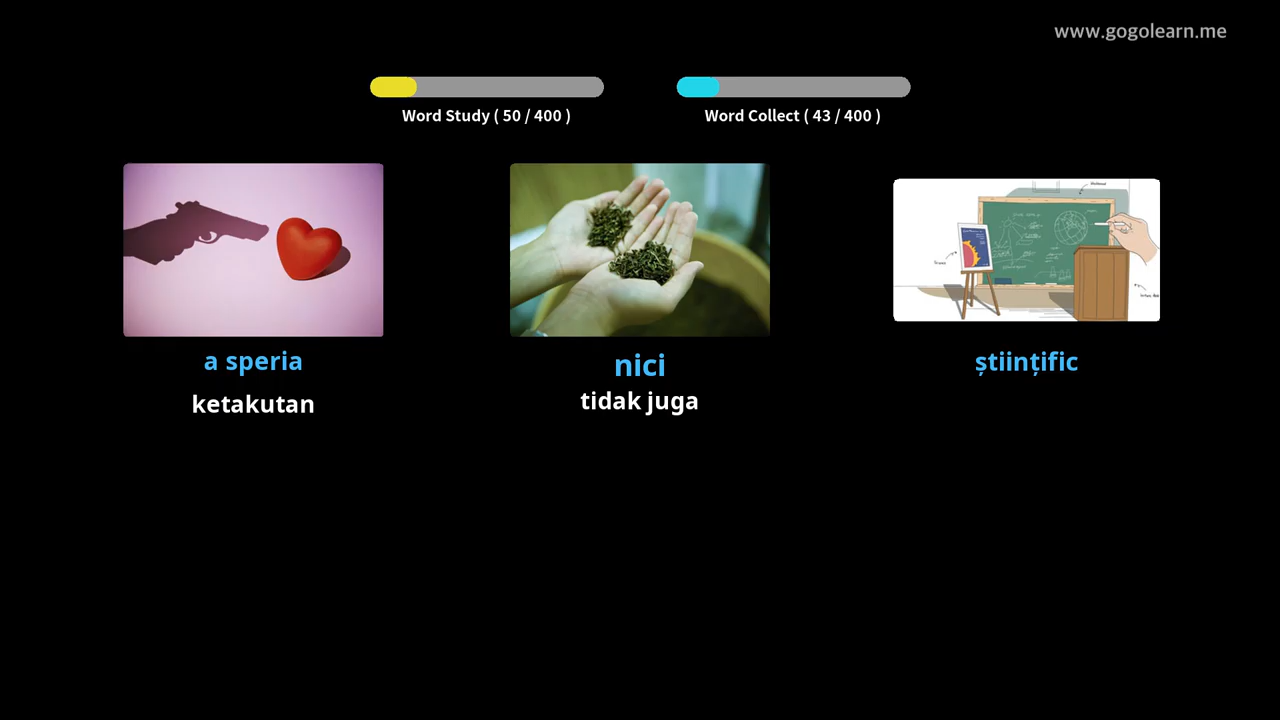 www.gogolearn.me
Word Study ( 50 / 400 )
Word Collect ( 43 / 400 )
a speria
nici
științific
ketakutan
tidak juga